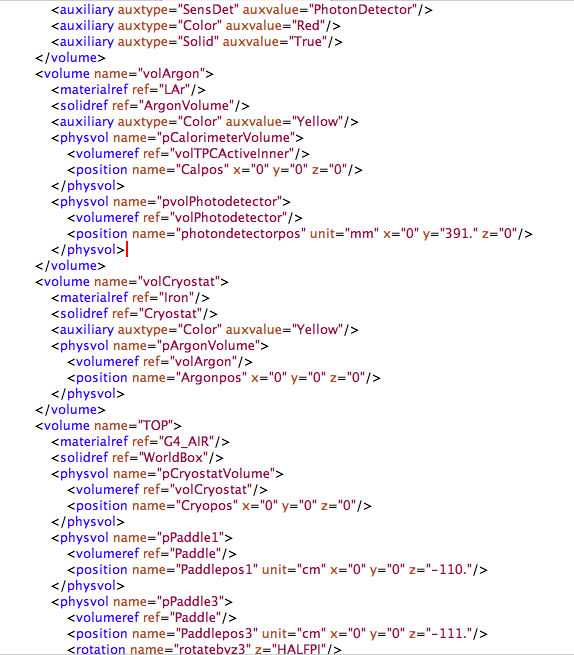 <auxiliary auxtype="SensDet" auxvalue="PhotonDetector"/>
<auxiliary auxtype="Color" auxvalue="Red"/>
<auxiliary auxtype="Solid" auxvalue="True"/>
</volume>
<volume name="volArgon">
<materialref ref="LAr"/>
<solidref ref="ArgonVolume"/>
<auxiliary auxtype="Color" auxvalue="Yellow"/>
<physvol name="pCalorimeterVolume">
<volumeref ref="volTPCActiveInner"/>
<position name="Calpos" x="0" y="0" z="0"/>
</physvol>
<physvol name="pvolPhotodetector">
<volumeref ref="volPhotodetector"/>
<position name="photondetectorpos" unit="mm" x="0" y="391." z="0"/>
</physvol>
</volume>
<volume name="volCryostat">
<materialref ref="Iron"/>
<solidref ref="Cryostat"/>
<auxiliary auxtype="Color" auxvalue="Yellow"/>
<physvol name="pArgonVolume">
<volumeref ref="volArgon"/>
<position name="Argonpos" x="0" y="0" z="0"/>
</physvol>
</volume>
<volume name="TOP">
<materialref ref="G4_AIR"/>
<solidref ref="WorldBox"/>
<physvol name="pCryostatVolume">
<volumeref ref="volCryostat"/>
<position name="Cryopos" x="0" y="0" z="0"/>
</physvol>
<physvol name="pPaddle1">
<volumeref ref="Paddle"/>
<position name="Paddlepos1" unit="cm" x="0" y="0" z="-110."/>
</physvol>
<physvol name="pPaddle3">
<volumeref ref="Paddle"/>
<position name="Paddlepos3" unit="cm" x="0" y="0" z="-111."/>
<rotation name="rotatebyz3" z="HALFPI"/>